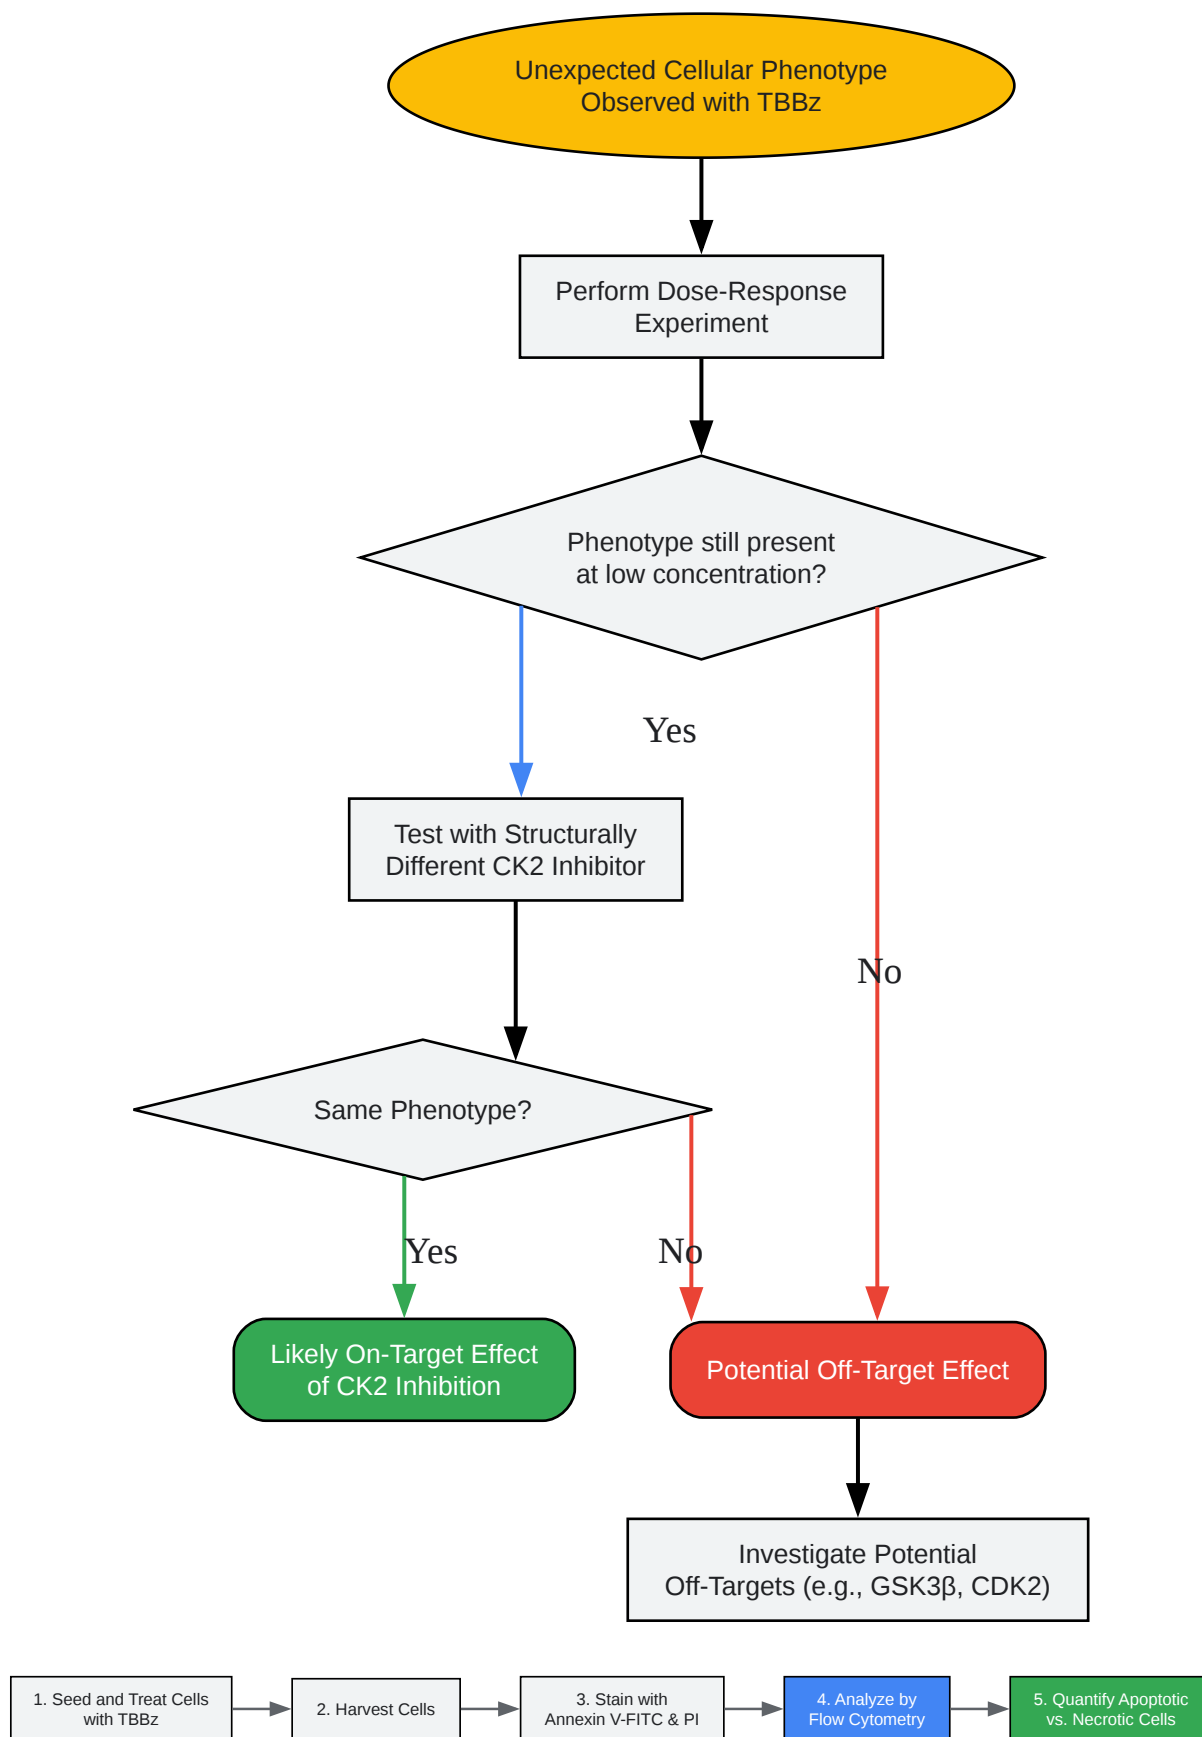 Unexpected Cellular Phenotype
Observed with TBBz
Perform Dose-Response
Experiment
Phenotype still present
at low concentration?
Yes
Test with Structurally
Different CK2 Inhibitor
No
Same Phenotype?
Yes
No
Likely On-Target Effect
of CK2 Inhibition
Potential Off-Target Effect
Investigate Potential
Off-Targets (e.g., GSK3β, CDK2)
1. Seed and Treat Cells
with TBBz
2. Harvest Cells
3. Stain with
Annexin V-FITC & PI
4. Analyze by
Flow Cytometry
5. Quantify Apoptotic
vs. Necrotic Cells